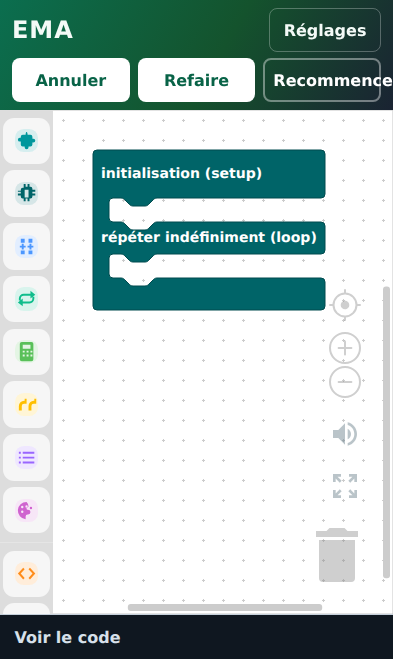 EMA
Réglages
Annuler
Refaire
Recommence
initialisation (setup)
répéter indéfiniment (loop)
Voir le code